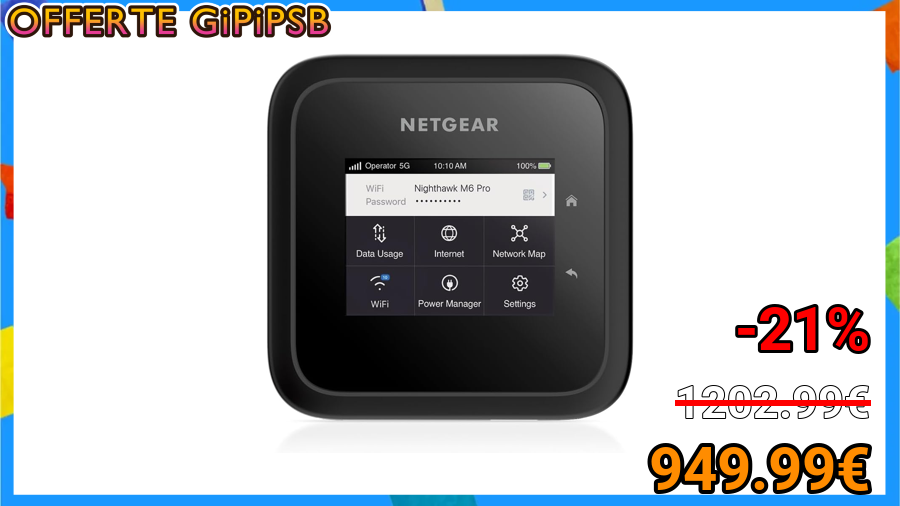 OFFERTE GiPiPSB
NETGEAR
Operator 5G 10:10 AM 100%
WiFi Nighthawk M6 Pro
Password ••••••••••
Data Usage Internet Network Map
WiFi Power Manager Settings
-21%
1202.99€
949.99€